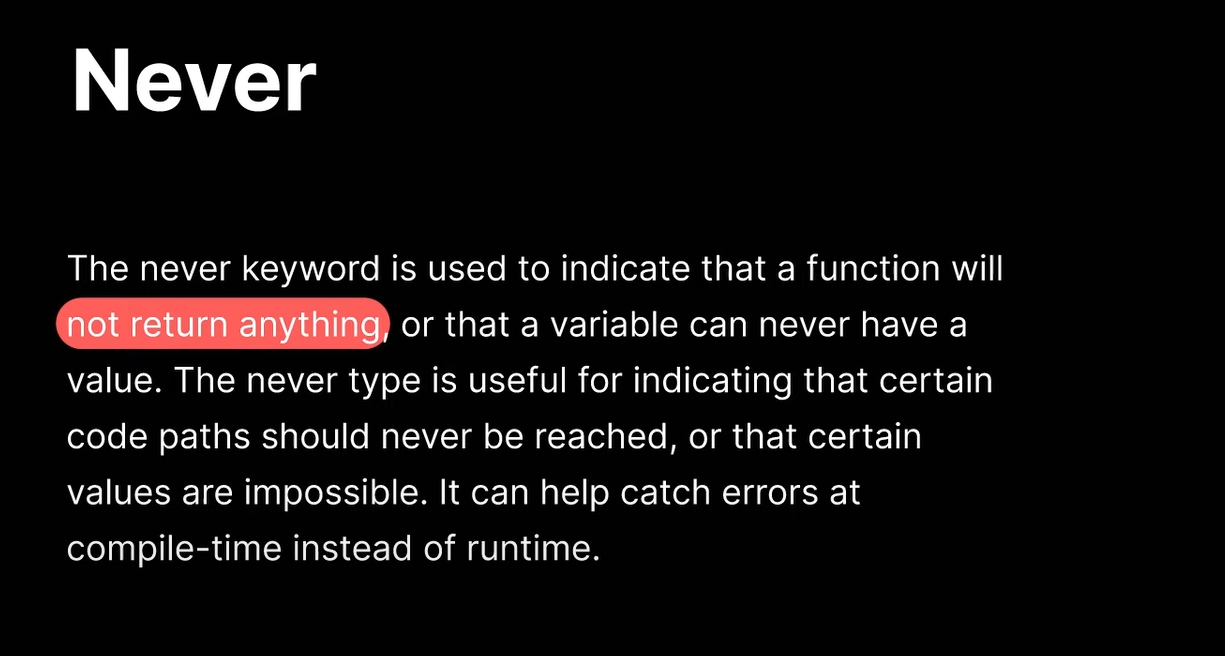 Never
The never keyword is used to indicate that a function will
not return anything, or that a variable can never have a
value. The never type is useful for indicating that certain
code paths should never be reached, or that certain
values are impossible. It can help catch errors at
compile-time instead of runtime.